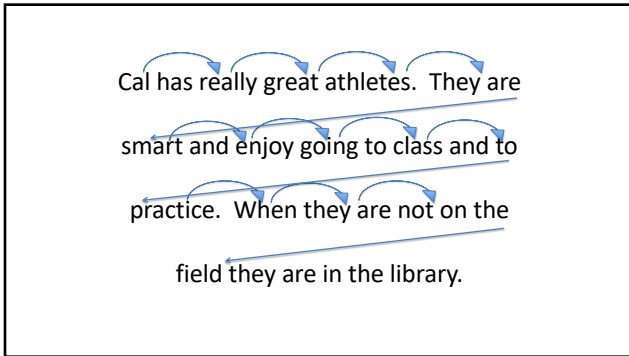 Cal has really great athletes.  They are
smart and enjoy going to class and to
practice.  When they are not on the
field they are in the library.